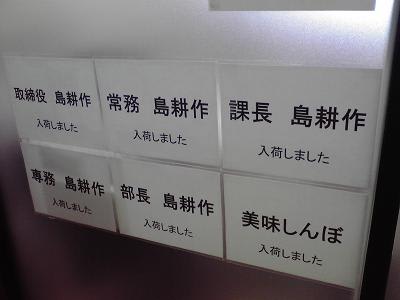 取締役 島耕作
入荷しました
常務 島耕作
入荷しました
課長 島耕作
入荷しました
専務 島耕作
入荷しました
部長 島耕作
入荷しました
美味しんぼ
入荷しました